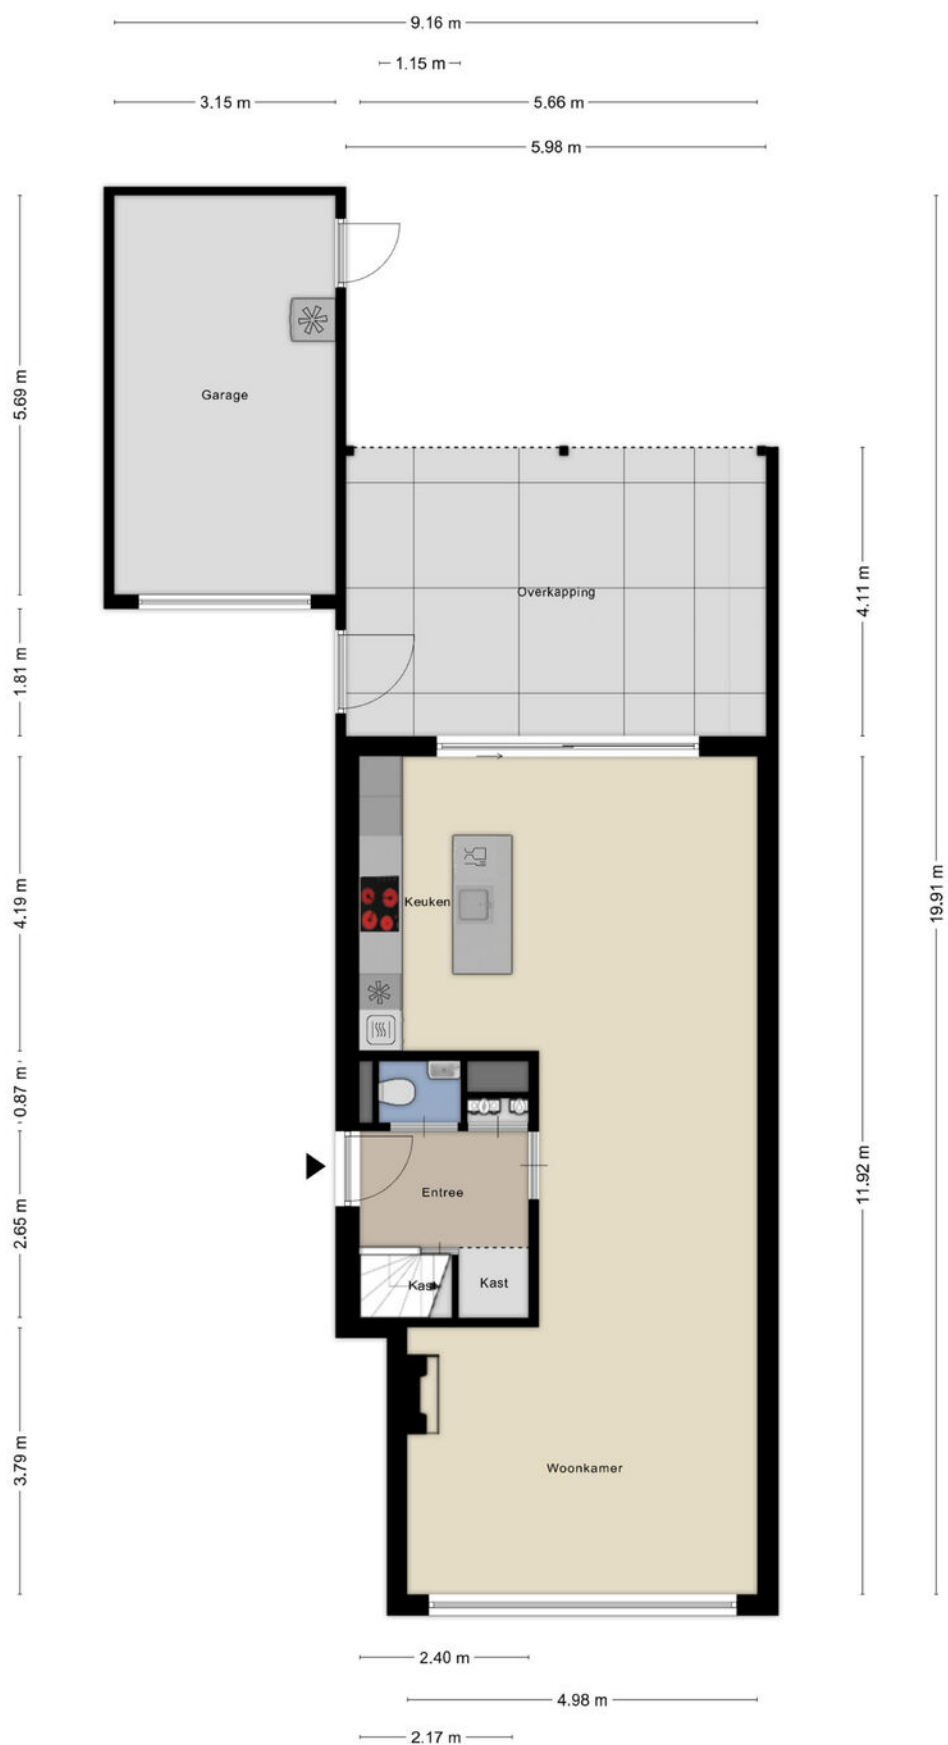 9.16 m
1.15 m
3.15 m
5.66 m
5.98 m
Garage
5.69 m
Overkapping
4.11 m
1.81 m
Keuken
4.19 m
19.91 m
0.87 m
11.92 m
Entree
2.65 m
Kast
Kast
3.79 m
Woonkamer
2.40 m
4.98 m
2.17 m